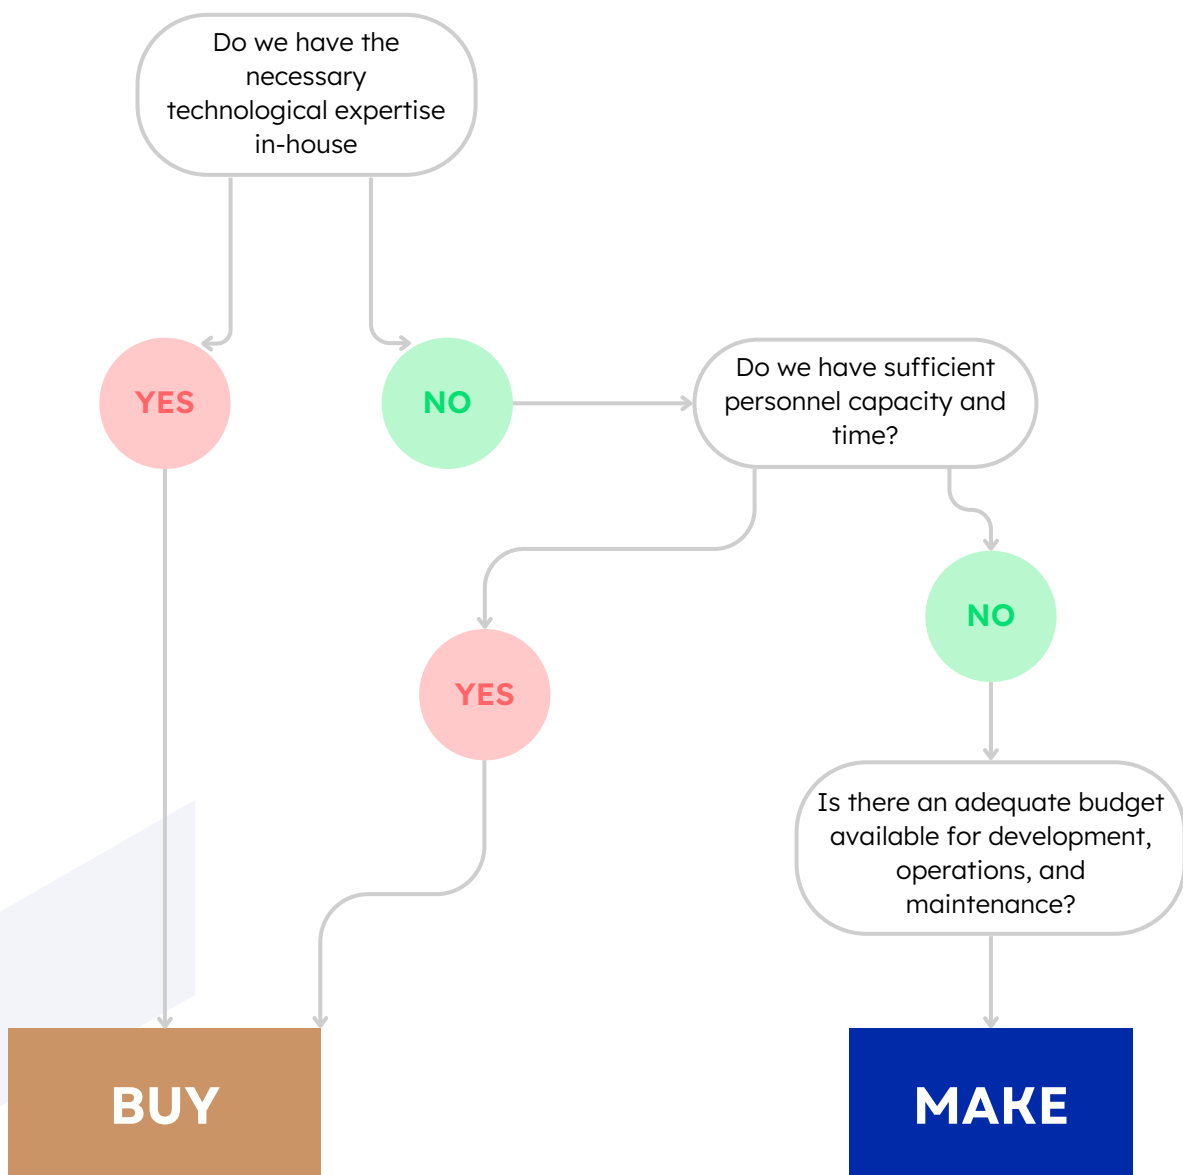 Do we have the
necessary
technological expertise
in-house
YES
NO
Do we have sufficient
personnel capacity and
time?
NO
YES
Is there an adequate budget
available for development,
operations, and
maintenance?
BUY
MAKE